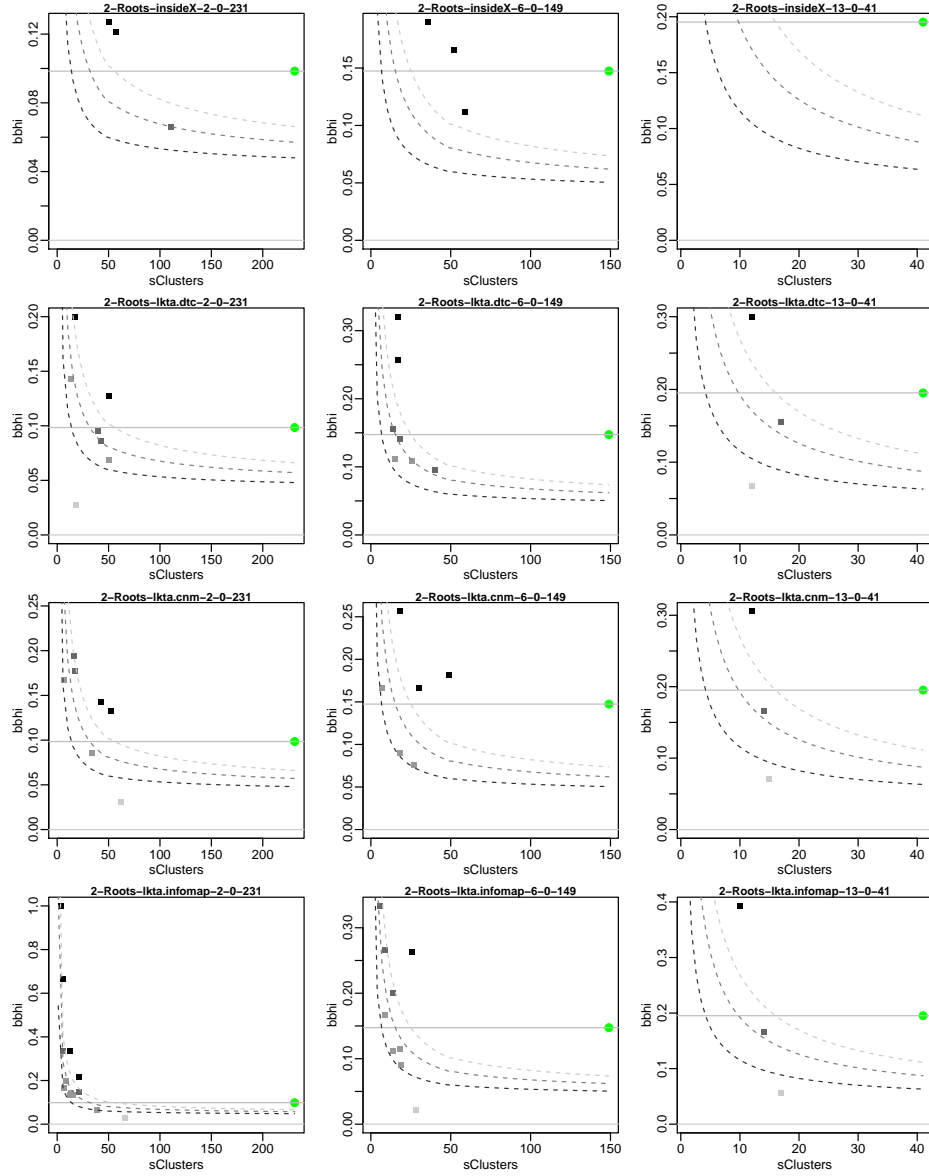 2−Roots−insideX−2−0−231
2−Roots−insideX−6−0−149
2−Roots−insideX−13−0−41
bbhi
0.00 0.04 0.08 0.12
0 50 100 150 200
sClusters
bbhi
0.00 0.05 0.10 0.15
0 50 100 150
sClusters
bbhi
0.00 0.05 0.10 0.15 0.20
0 10 20 30 40
sClusters
2−Roots−lkta.dtc−2−0−231
2−Roots−lkta.dtc−6−0−149
2−Roots−lkta.dtc−13−0−41
bbhi
0.00 0.05 0.10 0.15 0.20
0 50 100 150 200
sClusters
bbhi
0.00 0.10 0.20 0.30
0 50 100 150
sClusters
bbhi
0.00 0.10 0.20 0.30
0 10 20 30 40
sClusters
2−Roots−lkta.cnm−2−0−231
2−Roots−lkta.cnm−6−0−149
2−Roots−lkta.cnm−13−0−41
bbhi
0.00 0.05 0.10 0.15 0.20 0.25
0 50 100 150 200
sClusters
bbhi
0.00 0.05 0.10 0.15 0.20 0.25
0 50 100 150
sClusters
bbhi
0.00 0.10 0.20 0.30
0 10 20 30 40
sClusters
2−Roots−lkta.infomap−2−0−231
2−Roots−lkta.infomap−6−0−149
2−Roots−lkta.infomap−13−0−41
bbhi
0.0 0.2 0.4 0.6 0.8 1.0
0 50 100 150 200
sClusters
bbhi
0.00 0.10 0.20 0.30
0 50 100 150
sClusters
bbhi
0.0 0.1 0.2 0.3 0.4
0 10 20 30 40
sClusters